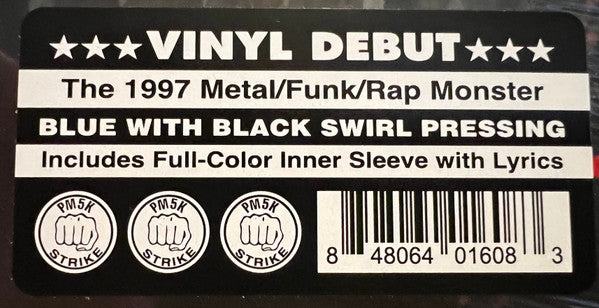 ★★★VINYL DEBUT★★★
The 1997 Metal/Funk/Rap Monster
BLUE WITH BLACK SWIRL PRESSING
Includes Full-Color Inner Sleeve with Lyrics
PM5K STRIKE
PM5K STRIKE
PM5K STRIKE
8 48064 01608 3